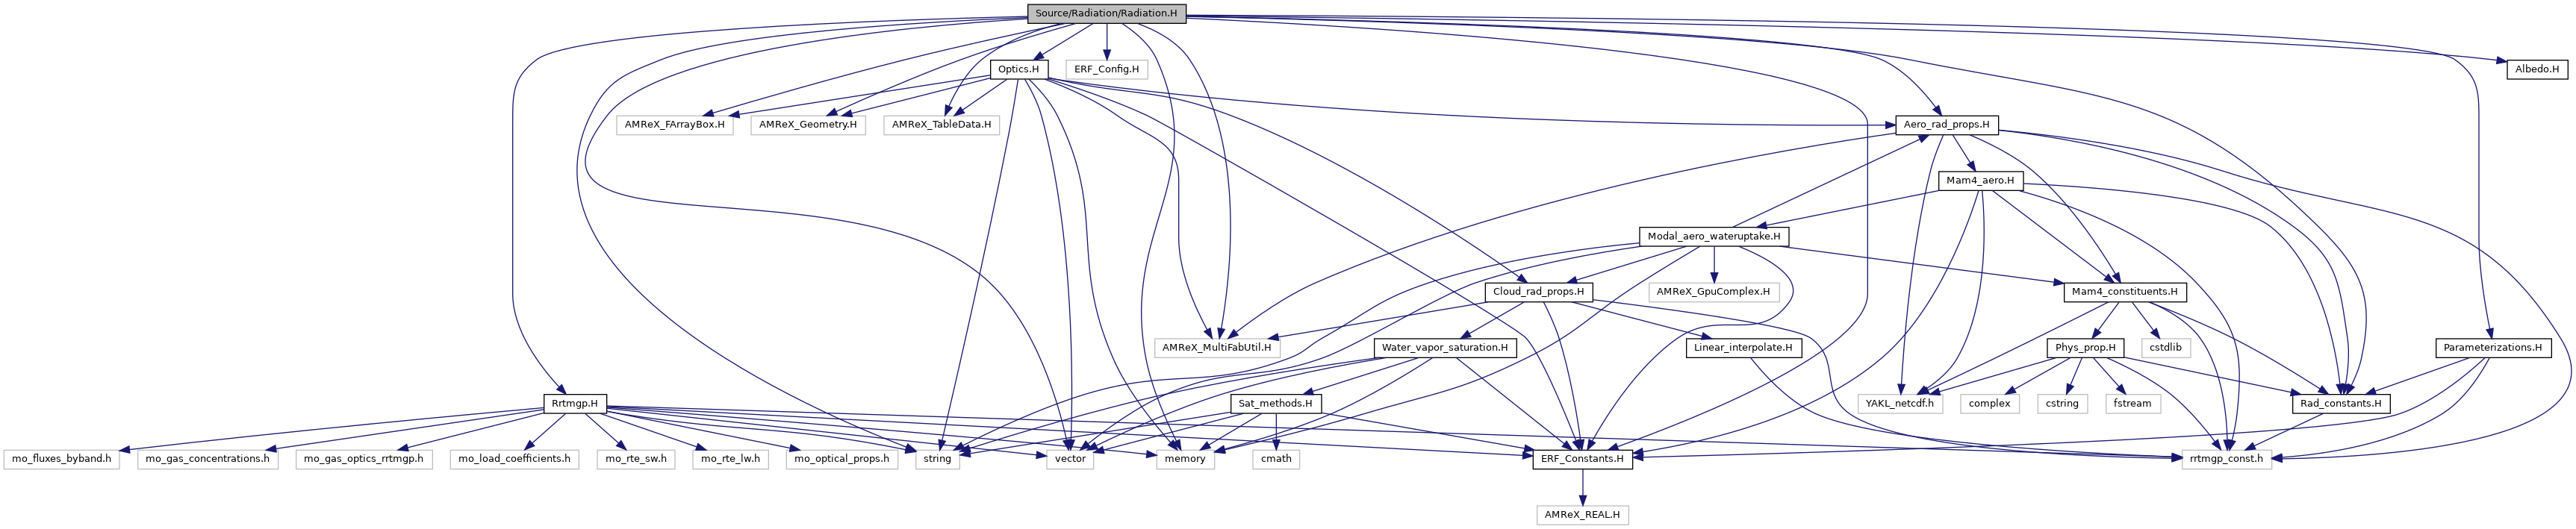 Source/Radiation/Radiation.H
Optics.H
ERF_Config.H
Albedo.H
AMReX_FArrayBox.H
AMReX_Geometry.H
AMReX_TableData.H
Aero_rad_props.H
Mam4_aero.H
Modal_aero_wateruptake.H
Cloud_rad_props.H
AMReX_GpuComplex.H
Mam4_constituents.H
AMReX_MultiFabUtil.H
Water_vapor_saturation.H
Linear_interpolate.H
Phys_prop.H
cstdlib
Parameterizations.H
Rrtmgp.H
Sat_methods.H
YAKL_netcdf.h
complex
cstring
fstream
Rad_constants.H
mo_fluxes_byband.h
mo_gas_concentrations.h
mo_gas_optics_rrtmgp.h
mo_load_coefficients.h
mo_rte_sw.h
mo_rte_lw.h
mo_optical_props.h
string
vector
memory
cmath
ERF_Constants.H
rrtmgp_const.h
AMReX_REAL.H